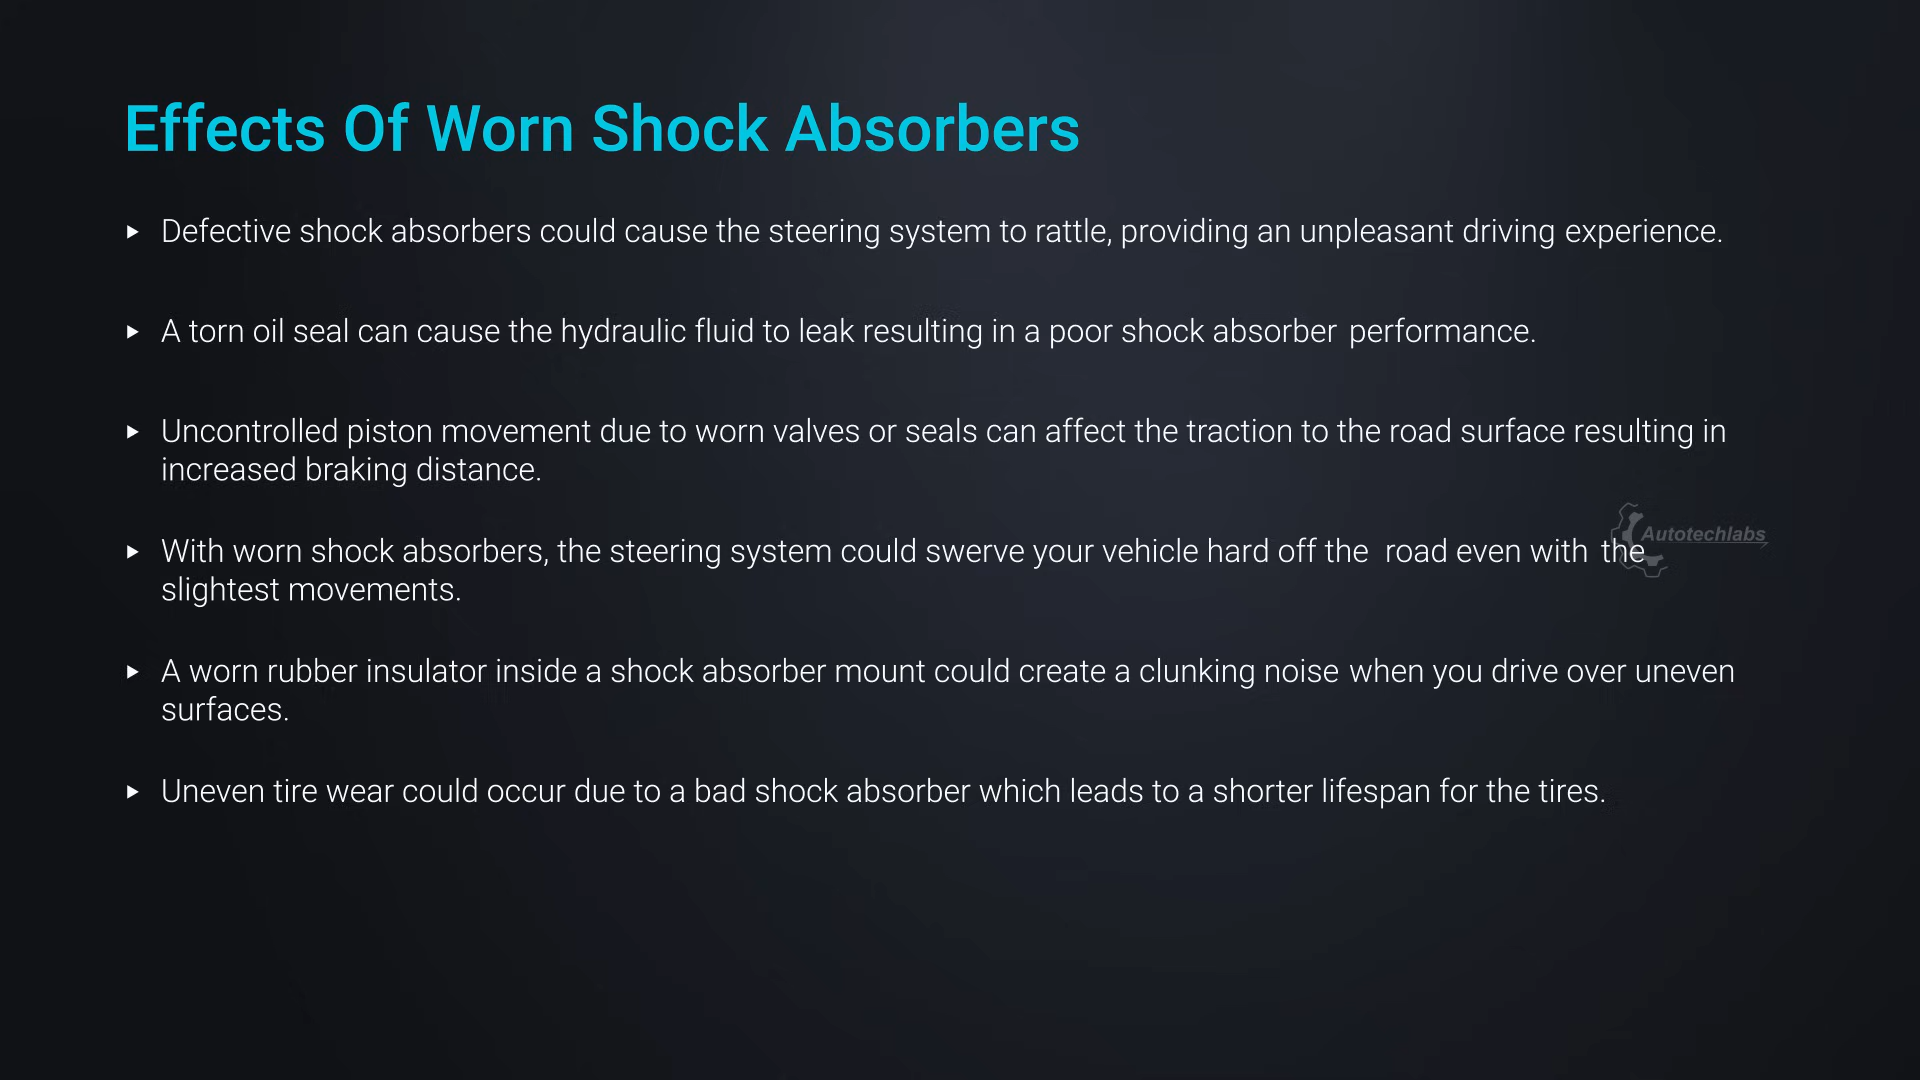 Effects Of Worn Shock Absorbers
▸ Defective shock absorbers could cause the steering system to rattle, providing an unpleasant driving experience.
▸ A torn oil seal can cause the hydraulic fluid to leak resulting in a poor shock absorber performance.
▸ Uncontrolled piston movement due to worn valves or seals can affect the traction to the road surface resulting in
increased braking distance.
Autotechlabs
▸ With worn shock absorbers, the steering system could swerve your vehicle hard off the road even with the
slightest movements.
▸ A worn rubber insulator inside a shock absorber mount could create a clunking noise when you drive over uneven
surfaces.
▸ Uneven tire wear could occur due to a bad shock absorber which leads to a shorter lifespan for the tires.